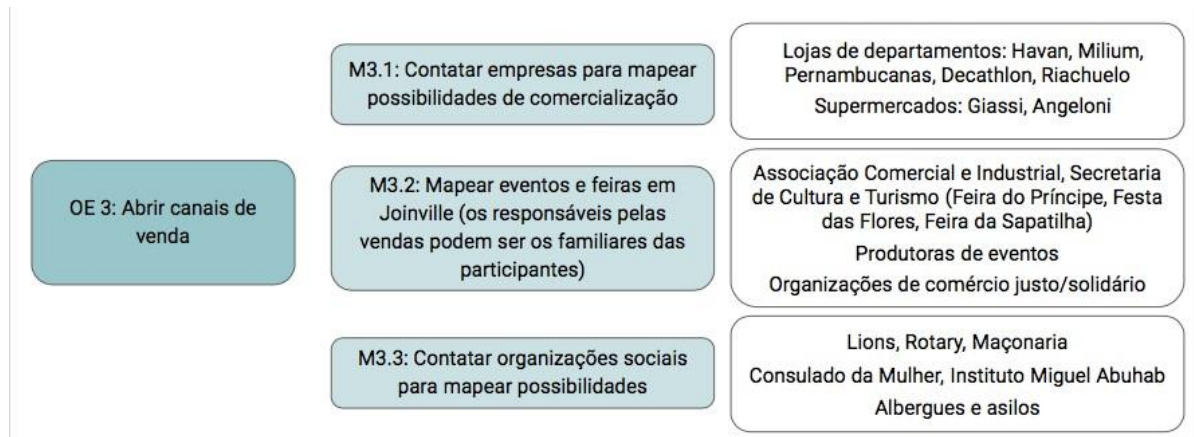 OE 3: Abrir canais de
venda
M3.1: Contatar empresas para mapear
possibilidades de comercialização
Lojas de departamentos: Havan, Milium,
Pernambucanas, Decathlon, Riachuelo
Supermercados: Giassi, Angeloni
M3.2: Mapear eventos e feiras em
Joinville (os responsáveis pelas
vendas podem ser os familiares das
participantes)
Associação Comercial e Industrial, Secretaria
de Cultura e Turismo (Feira do Príncipe, Festa
das Flores, Feira da Sapatilha)
Produtoras de eventos
Organizações de comércio justo/solidário
M3.3: Contatar organizações sociais
para mapear possibilidades
Lions, Rotary, Maçonaria
Consulado da Mulher, Instituto Miguel Abuhab
Albergues e asilos